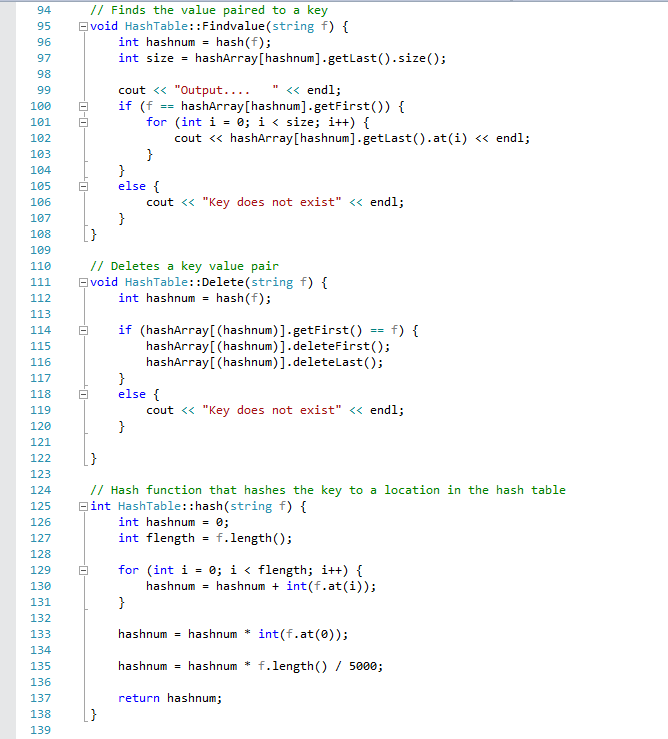 94 // Finds the value paired to a key
95 void HashTable::Findvalue(string f) {
96 int hashnum = hash(f);
97 int size = hashArray[hashnum].getLast().size();
98
99 cout << "Output....   " << endl;
100 if (f == hashArray[hashnum].getFirst()) {
101 for (int i = 0; i < size; i++) {
102 cout << hashArray[hashnum].getLast().at(i) << endl;
103 }
104 }
105 else {
106 cout << "Key does not exist" << endl;
107 }
108 }
109
110 // Deletes a key value pair
111 void HashTable::Delete(string f) {
112 int hashnum = hash(f);
113
114 if (hashArray[(hashnum)].getFirst() == f) {
115 hashArray[(hashnum)].deleteFirst();
116 hashArray[(hashnum)].deleteLast();
117 }
118 else {
119 cout << "Key does not exist" << endl;
120 }
121
122 }
123
124 // Hash function that hashes the key to a location in the hash table
125 int HashTable::hash(string f) {
126 int hashnum = 0;
127 int flength = f.length();
128
129 for (int i = 0; i < flength; i++) {
130 hashnum = hashnum + int(f.at(i));
131 }
132
133 hashnum = hashnum * int(f.at(0));
134
135 hashnum = hashnum * f.length() / 5000;
136
137 return hashnum;
138 }
139